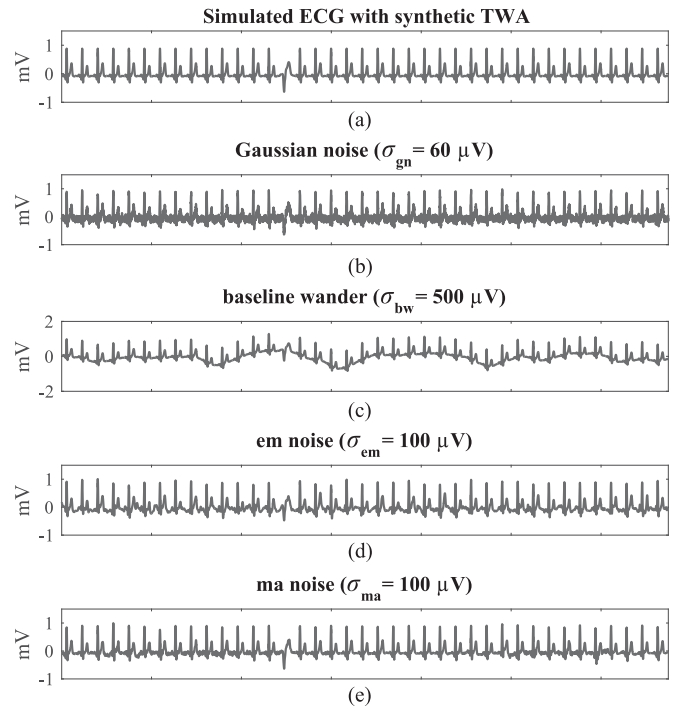 Simulated ECG with synthetic TWA
1
0
-1
mV
(a)
Gaussian noise (σgn= 60 μV)
1
0
-1
mV
(b)
baseline wander (σbw= 500 μV)
2
0
-2
mV
(c)
em noise (σem= 100 μV)
1
0
-1
mV
(d)
ma noise (σma= 100 μV)
1
0
-1
mV
(e)